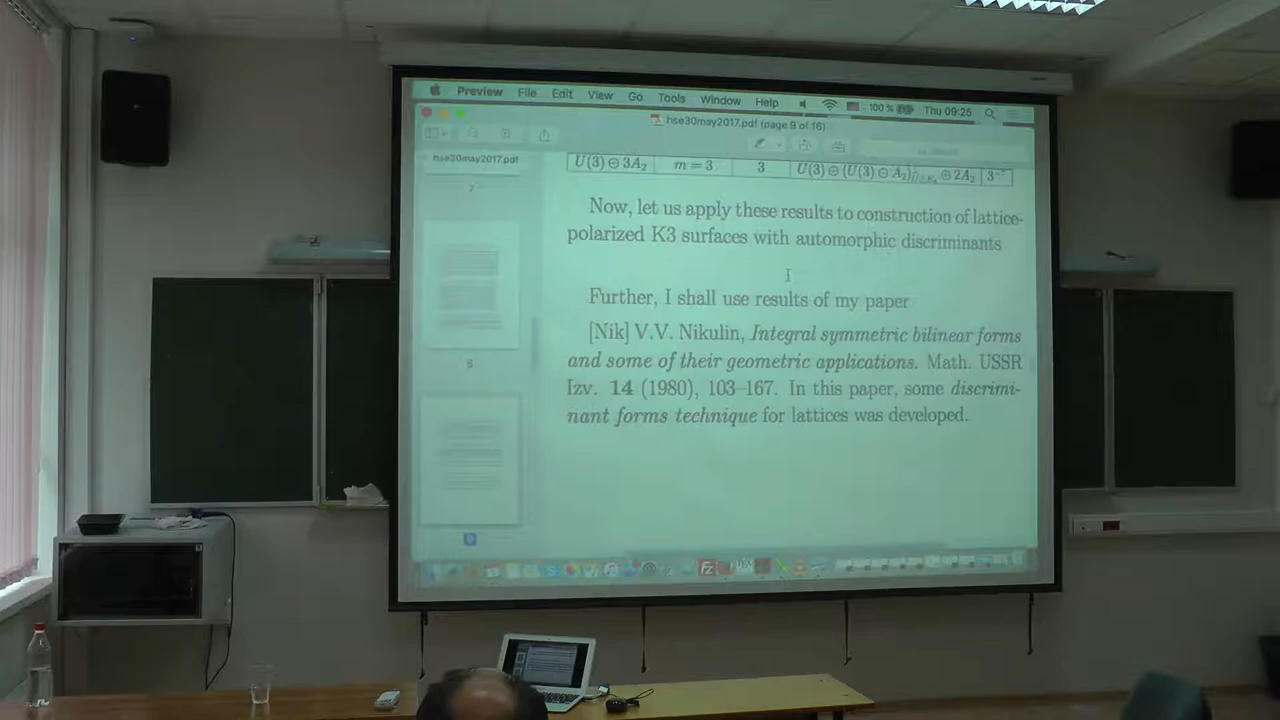 Preview File Edit View Go Tools Window Help 100 % Thu 09:25
hse30may2017.pdf (page 9 of 16)
hse30may2017.pdf
7
8
9
U(3) ⊖ 3A₂ m = 3 3
Now, let us apply these results to construction of lattice-
polarized K3 surfaces with automorphic discriminants
Further, I shall use results of my paper
[Nik] V.V. Nikulin, Integral symmetric bilinear forms
and some of their geometric applications. Math. USSR
Izv. 14 (1980), 103–167. In this paper, some discrimi-
nant forms technique for lattices was developed.